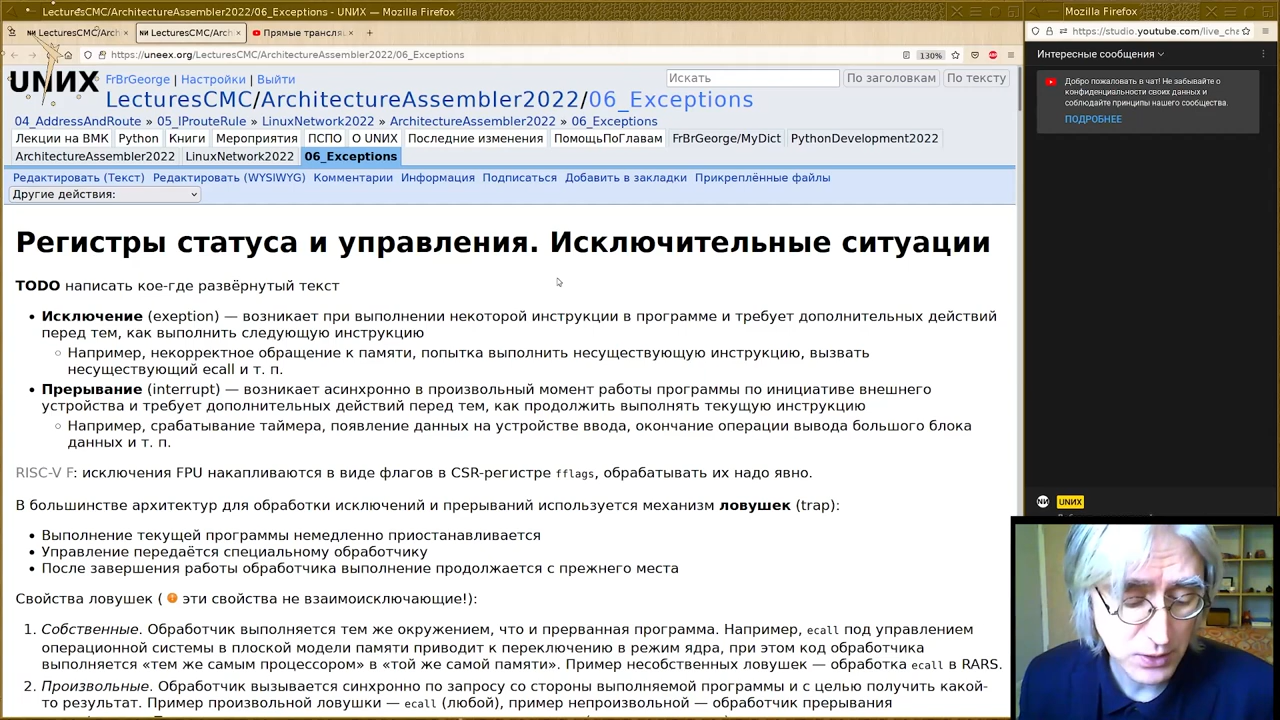 LecturesCMC/ArchitectureAssembler2022/06_Exceptions - UNИX — Mozilla Firefox
Mozilla Firefox
LecturesCMC/Архitec
LecturesCMC/Architec
Прямые трансля
https://uneex.org/LecturesCMC/ArchitectureAssembler2022/06_Exceptions
130%
https://studio.youtube.com/live_cha
UNИX
FrBrGeorge | Настройки | Выйти
Искать
По заголовкам
По тексту
LecturesCMC/ArchitectureAssembler2022/06_Exceptions
04_AddressAndRoute » 05_IProuteRule » LinuxNetwork2022 » ArchitectureAssembler2022 » 06_Exceptions
Лекции на ВМК Python Книги Мероприятия ПСПО О UNИX Последние изменения ПомощьПоГлавам FrBrGeorge/MyDict PythonDevelopment2022
ArchitectureAssembler2022 LinuxNetwork2022 06_Exceptions
Редактировать (Текст) Редактировать (WYSIWYG) Комментарии Информация Подписаться Добавить в закладки Прикреплённые файлы
Другие действия:
Интересные сообщения
Добро пожаловать в чат! Не забывайте о
конфиденциальности своих данных и
соблюдайте принципы нашего сообщества.
ПОДРОБНЕЕ
UNИX
Регистры статуса и управления. Исключительные ситуации
TODO написать кое-где развёрнутый текст
• Исключение (exeption) — возникает при выполнении некоторой инструкции в программе и требует дополнительных действий
перед тем, как выполнить следующую инструкцию
◦ Например, некорректное обращение к памяти, попытка выполнить несуществующую инструкцию, вызвать
несуществующий ecall и т. п.
• Прерывание (interrupt) — возникает асинхронно в произвольный момент работы программы по инициативе внешнего
устройства и требует дополнительных действий перед тем, как продолжить выполнять текущую инструкцию
◦ Например, срабатывание таймера, появление данных на устройстве ввода, окончание операции вывода большого блока
данных и т. п.
RISC-V F: исключения FPU накапливаются в виде флагов в CSR-регистре fflags, обрабатывать их надо явно.
В большинстве архитектур для обработки исключений и прерываний используется механизм ловушек (trap):
• Выполнение текущей программы немедленно приостанавливается
• Управление передаётся специальному обработчику
• После завершения работы обработчика выполнение продолжается с прежнего места
Свойства ловушек ( эти свойства не взаимоисключающие!):
1. Собственные. Обработчик выполняется тем же окружением, что и прерванная программа. Например, ecall под управлением
операционной системы в плоской модели памяти приводит к переключению в режим ядра, при этом код обработчика
выполняется «тем же самым процессором» в «той же самой памяти». Пример несобственных ловушек — обработка ecall в RARS.
2. Произвольные. Обработчик вызывается синхронно по запросу со стороны выполняемой программы и с целью получить какой-
то результат. Пример произвольной ловушки — ecall (любой), пример непроизвольной — обработчик прерывания